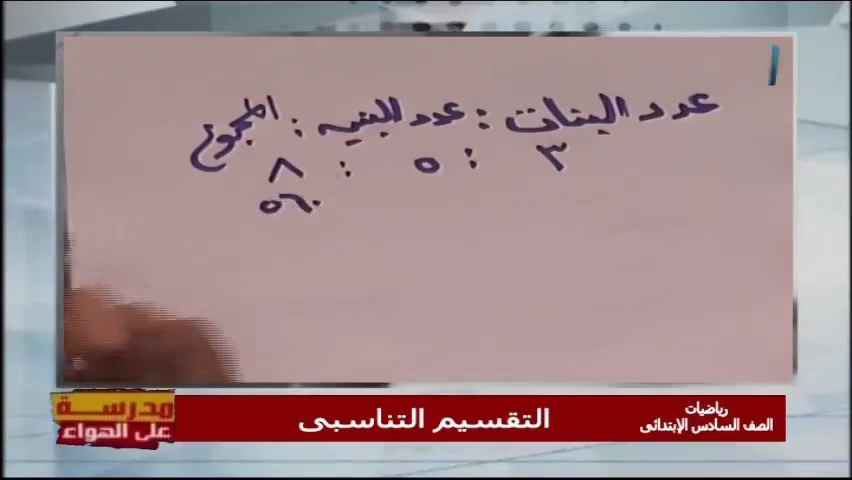 عدد البنات : عدد البنين : المجموع
٣ : ٥ : ٨
٥٦٠
رياضيات
الصف السادس الإبتدائى
التقسيم التناسبى
مدرسة
على الهواء